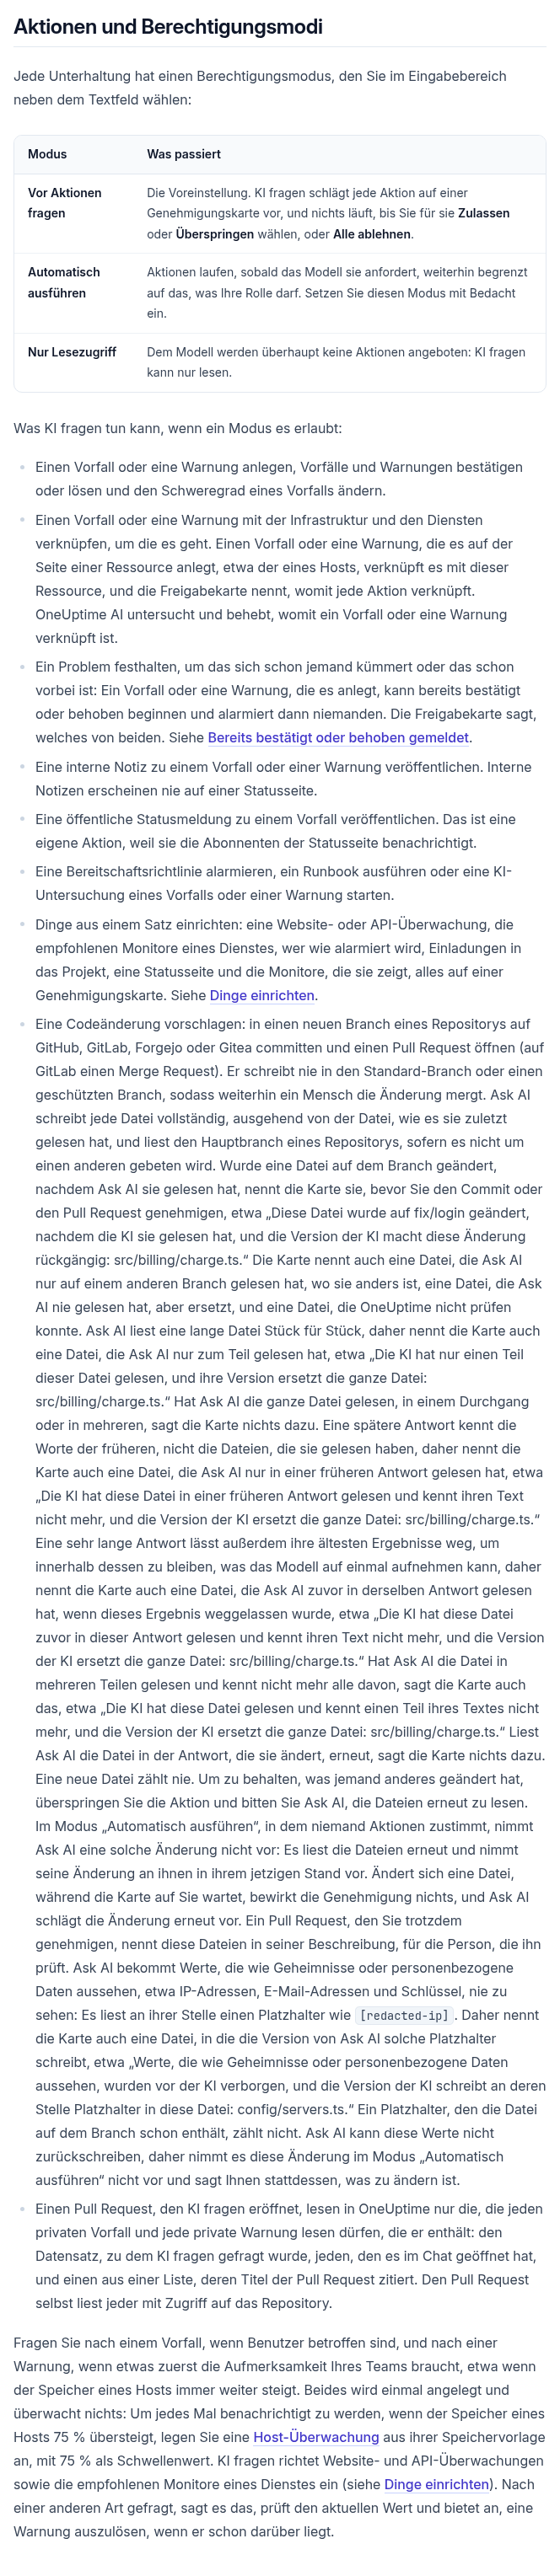 Aktionen und Berechtigungsmodi
Jede Unterhaltung hat einen Berechtigungsmodus, den Sie im Eingabebereich
neben dem Textfeld wählen:
Modus Was passiert
Vor Aktionen fragen Die Voreinstellung. KI fragen schlägt jede Aktion auf einer
Genehmigungskarte vor, und nichts läuft, bis Sie für sie Zulassen
oder Überspringen wählen, oder Alle ablehnen.
Automatisch ausführen Aktionen laufen, sobald das Modell sie anfordert, weiterhin begrenzt
auf das, was Ihre Rolle darf. Setzen Sie diesen Modus mit Bedacht
ein.
Nur Lesezugriff Dem Modell werden überhaupt keine Aktionen angeboten: KI fragen
kann nur lesen.
Was KI fragen tun kann, wenn ein Modus es erlaubt:
Einen Vorfall oder eine Warnung anlegen, Vorfälle und Warnungen bestätigen
oder lösen und den Schweregrad eines Vorfalls ändern.
Einen Vorfall oder eine Warnung mit der Infrastruktur und den Diensten
verknüpfen, um die es geht. Einen Vorfall oder eine Warnung, die es auf der
Seite einer Ressource anlegt, etwa der eines Hosts, verknüpft es mit dieser
Ressource, und die Freigabekarte nennt, womit jede Aktion verknüpft.
OneUptime AI untersucht und behebt, womit ein Vorfall oder eine Warnung
verknüpft ist.
Ein Problem festhalten, um das sich schon jemand kümmert oder das schon
vorbei ist: Ein Vorfall oder eine Warnung, die es anlegt, kann bereits bestätigt
oder behoben beginnen und alarmiert dann niemanden. Die Freigabekarte sagt,
welches von beiden. Siehe Bereits bestätigt oder behoben gemeldet.
Eine interne Notiz zu einem Vorfall oder einer Warnung veröffentlichen. Interne
Notizen erscheinen nie auf einer Statusseite.
Eine öffentliche Statusmeldung zu einem Vorfall veröffentlichen. Das ist eine
eigene Aktion, weil sie die Abonnenten der Statusseite benachrichtigt.
Eine Bereitschaftsrichtlinie alarmieren, ein Runbook ausführen oder eine KI-
Untersuchung eines Vorfalls oder einer Warnung starten.
Dinge aus einem Satz einrichten: eine Website- oder API-Überwachung, die
empfohlenen Monitore eines Dienstes, wer wie alarmiert wird, Einladungen in
das Projekt, eine Statusseite und die Monitore, die sie zeigt, alles auf einer
Genehmigungskarte. Siehe Dinge einrichten.
Eine Codeänderung vorschlagen: in einen neuen Branch eines Repositorys auf
GitHub, GitLab, Forgejo oder Gitea committen und einen Pull Request öffnen (auf
GitLab einen Merge Request). Er schreibt nie in den Standard-Branch oder einen
geschützten Branch, sodass weiterhin ein Mensch die Änderung mergt. Ask AI
schreibt jede Datei vollständig, ausgehend von der Datei, wie es sie zuletzt
gelesen hat, und liest den Hauptbranch eines Repositorys, sofern es nicht um
einen anderen gebeten wird. Wurde eine Datei auf dem Branch geändert,
nachdem Ask AI sie gelesen hat, nennt die Karte sie, bevor Sie den Commit oder
den Pull Request genehmigen, etwa „Diese Datei wurde auf fix/login geändert,
nachdem die KI sie gelesen hat, und die Version der KI macht diese Änderung
rückgängig: src/billing/charge.ts.“ Die Karte nennt auch eine Datei, die Ask AI
nur auf einem anderen Branch gelesen hat, wo sie anders ist, eine Datei, die Ask
AI nie gelesen hat, aber ersetzt, und eine Datei, die OneUptime nicht prüfen
konnte. Ask AI liest eine lange Datei Stück für Stück, daher nennt die Karte auch
eine Datei, die Ask AI nur zum Teil gelesen hat, etwa „Die KI hat nur einen Teil
dieser Datei gelesen, und ihre Version ersetzt die ganze Datei:
src/billing/charge.ts.“ Hat Ask AI die ganze Datei gelesen, in einem Durchgang
oder in mehreren, sagt die Karte nichts dazu. Eine spätere Antwort kennt die
Worte der früheren, nicht die Dateien, die sie gelesen haben, daher nennt die
Karte auch eine Datei, die Ask AI nur in einer früheren Antwort gelesen hat, etwa
„Die KI hat diese Datei in einer früheren Antwort gelesen und kennt ihren Text
nicht mehr, und die Version der KI ersetzt die ganze Datei: src/billing/charge.ts.“
Eine sehr lange Antwort lässt außerdem ihre ältesten Ergebnisse weg, um
innerhalb dessen zu bleiben, was das Modell auf einmal aufnehmen kann, daher
nennt die Karte auch eine Datei, die Ask AI zuvor in derselben Antwort gelesen
hat, wenn dieses Ergebnis weggelassen wurde, etwa „Die KI hat diese Datei
zuvor in dieser Antwort gelesen und kennt ihren Text nicht mehr, und die Version
der KI ersetzt die ganze Datei: src/billing/charge.ts.“ Hat Ask AI die Datei in
mehreren Teilen gelesen und kennt nicht mehr alle davon, sagt die Karte auch
das, etwa „Die KI hat diese Datei gelesen und kennt einen Teil ihres Textes nicht
mehr, und die Version der KI ersetzt die ganze Datei: src/billing/charge.ts.“ Liest
Ask AI die Datei in der Antwort, die sie ändert, erneut, sagt die Karte nichts dazu.
Eine neue Datei zählt nie. Um zu behalten, was jemand anderes geändert hat,
überspringen Sie die Aktion und bitten Sie Ask AI, die Dateien erneut zu lesen.
Im Modus „Automatisch ausführen“, in dem niemand Aktionen zustimmt, nimmt
Ask AI eine solche Änderung nicht vor: Es liest die Dateien erneut und nimmt
seine Änderung an ihnen in ihrem jetzigen Stand vor. Ändert sich eine Datei,
während die Karte auf Sie wartet, bewirkt die Genehmigung nichts, und Ask AI
schlägt die Änderung erneut vor. Ein Pull Request, den Sie trotzdem
genehmigen, nennt diese Dateien in seiner Beschreibung, für die Person, die ihn
prüft. Ask AI bekommt Werte, die wie Geheimnisse oder personenbezogene
Daten aussehen, etwa IP-Adressen, E-Mail-Adressen und Schlüssel, nie zu
sehen: Es liest an ihrer Stelle einen Platzhalter wie [redacted-ip]. Daher nennt
die Karte auch eine Datei, in die die Version von Ask AI solche Platzhalter
schreibt, etwa „Werte, die wie Geheimnisse oder personenbezogene Daten
aussehen, wurden vor der KI verborgen, und die Version der KI schreibt an deren
Stelle Platzhalter in diese Datei: config/servers.ts.“ Ein Platzhalter, den die Datei
auf dem Branch schon enthält, zählt nicht. Ask AI kann diese Werte nicht
zurückschreiben, daher nimmt es diese Änderung im Modus „Automatisch
ausführen“ nicht vor und sagt Ihnen stattdessen, was zu ändern ist.
Einen Pull Request, den KI fragen eröffnet, lesen in OneUptime nur die, die jeden
privaten Vorfall und jede private Warnung lesen dürfen, die er enthält: den
Datensatz, zu dem KI fragen gefragt wurde, jeden, den es im Chat geöffnet hat,
und einen aus einer Liste, deren Titel der Pull Request zitiert. Den Pull Request
selbst liest jeder mit Zugriff auf das Repository.
Fragen Sie nach einem Vorfall, wenn Benutzer betroffen sind, und nach einer
Warnung, wenn etwas zuerst die Aufmerksamkeit Ihres Teams braucht, etwa wenn
der Speicher eines Hosts immer weiter steigt. Beides wird einmal angelegt und
überwacht nichts: Um jedes Mal benachrichtigt zu werden, wenn der Speicher eines
Hosts 75 % übersteigt, legen Sie eine Host-Überwachung aus ihrer Speichervorlage
an, mit 75 % als Schwellenwert. KI fragen richtet Website- und API-Überwachungen
sowie die empfohlenen Monitore eines Dienstes ein (siehe Dinge einrichten). Nach
einer anderen Art gefragt, sagt es das, prüft den aktuellen Wert und bietet an, eine
Warnung auszulösen, wenn er schon darüber liegt.